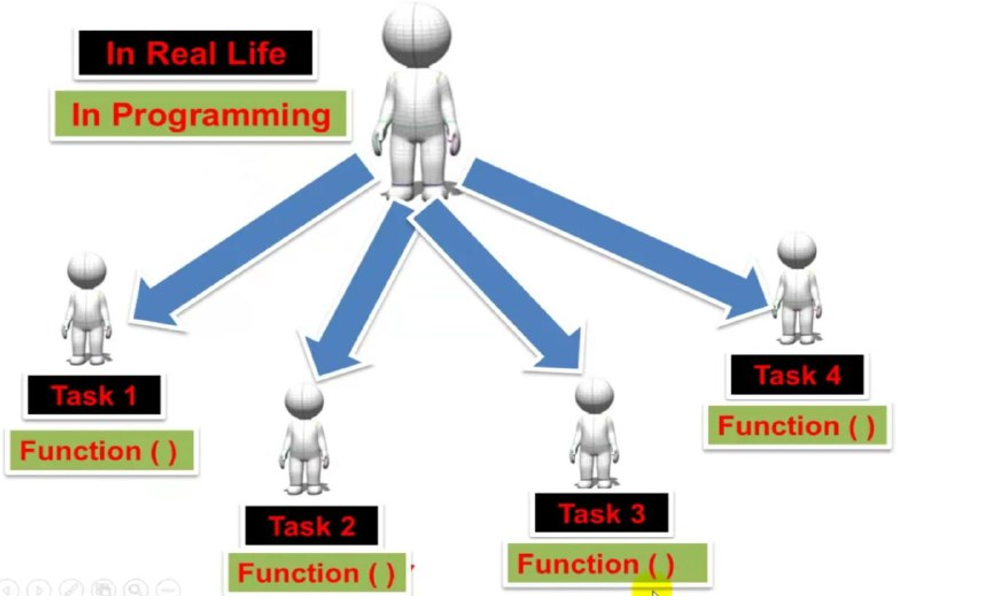 In Real Life
In Programming
Task 1
Function ( )
Task 2
Function ( )
Task 3
Function ( )
Task 4
Function ( )